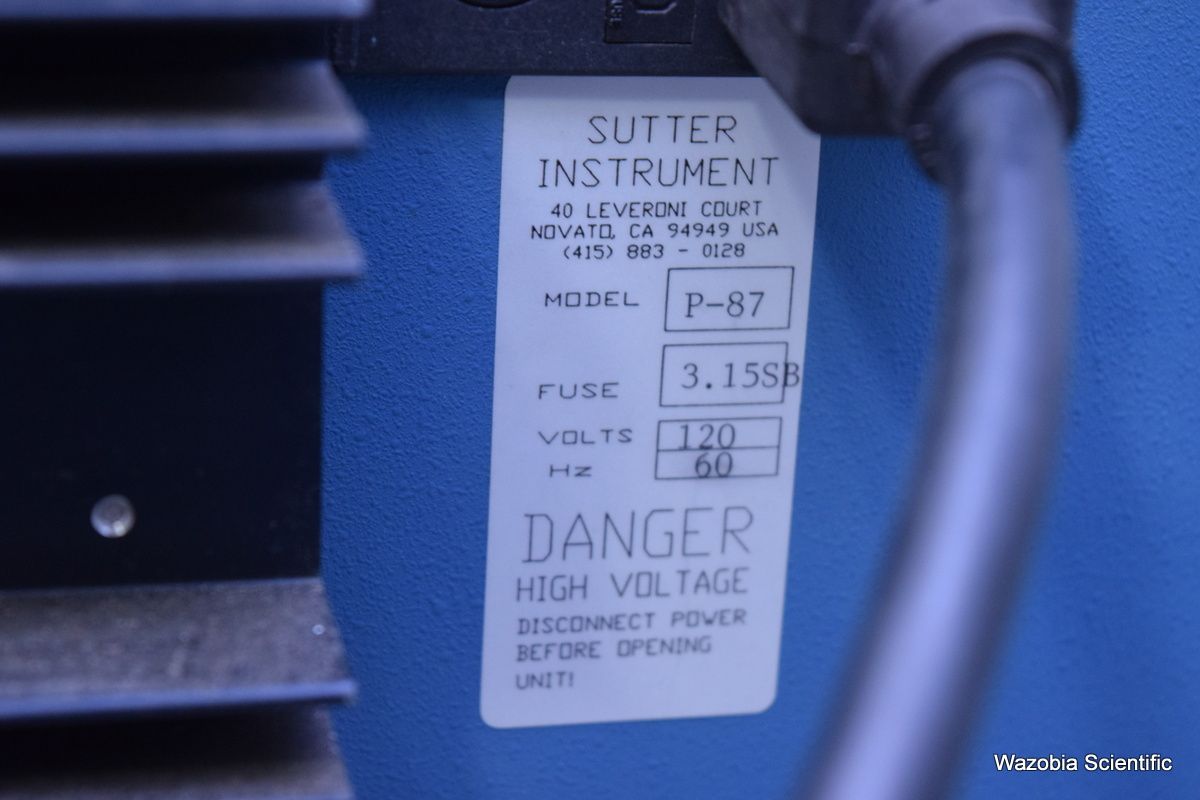 SUTTER
INSTRUMENT
40 LEVERONI COURT
NOVATO, CA 94949 USA
(415) 883 - 0128
MODEL P-87
FUSE 3.15SB
VOLTS 120
Hz 60
DANGER
HIGH VOLTAGE
DISCONNECT POWER
BEFORE OPENING
UNIT!
Wazobia Scientific